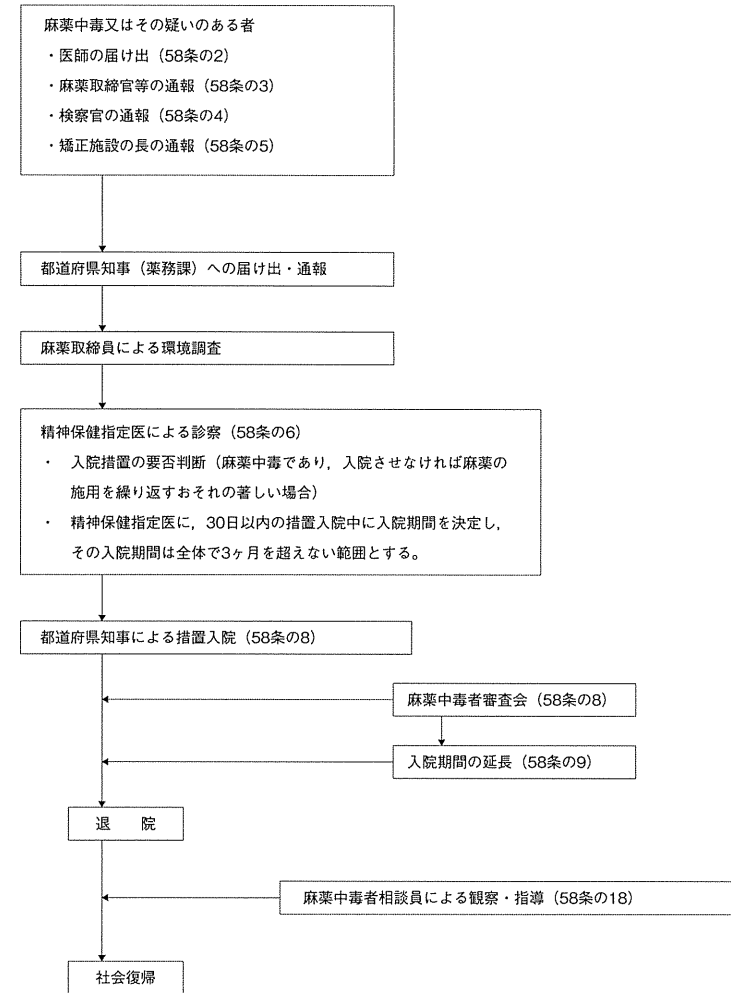 麻薬中毒又はその疑いのある者
・医師の届け出（58条の2）
・麻薬取締官等の通報（58条の3）
・検察官の通報（58条の4）
・矯正施設の長の通報（58条の5）
都道府県知事（薬務課）への届け出・通報
麻薬取締員による環境調査
精神保健指定医による診察（58条の6）
・　入院措置の要否判断（麻薬中毒であり，入院させなければ麻薬の
施用を繰り返すおそれの著しい場合）
・　精神保健指定医に，30日以内の措置入院中に入院期間を決定し，
その入院期間は全体で3ヶ月を超えない範囲とする。
都道府県知事による措置入院（58条の8）
麻薬中毒者審査会（58条の8）
入院期間の延長（58条の9）
退　　院
麻薬中毒者相談員による観察・指導（58条の18）
社会復帰